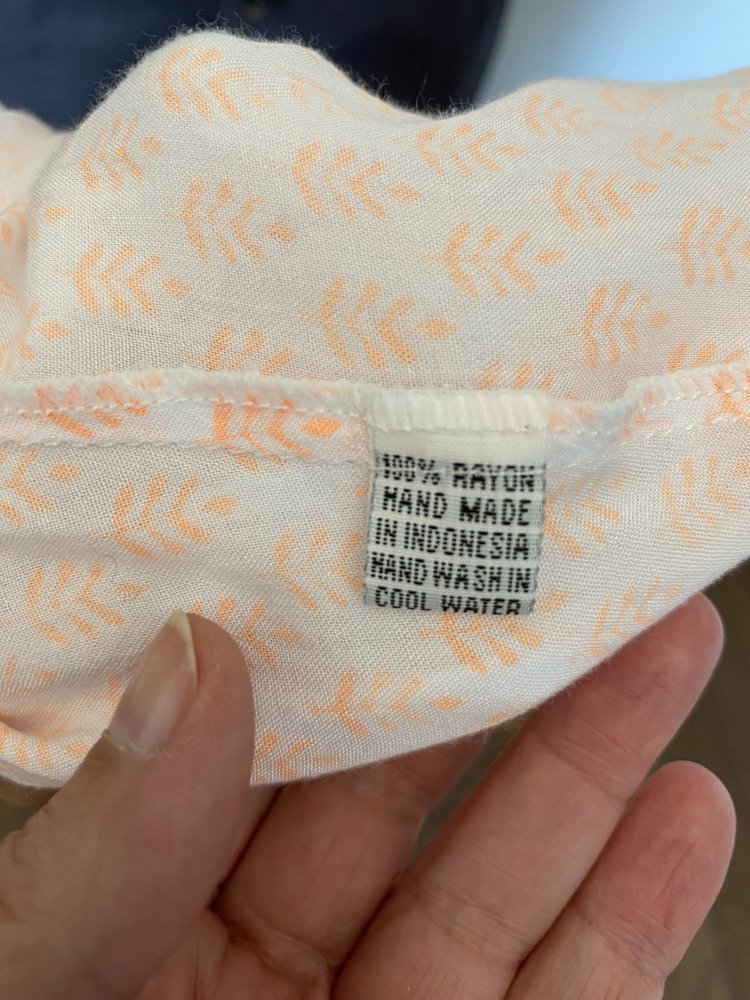 100% RAYON
HAND MADE
IN INDONESIA
HAND WASH IN
COOL WATER